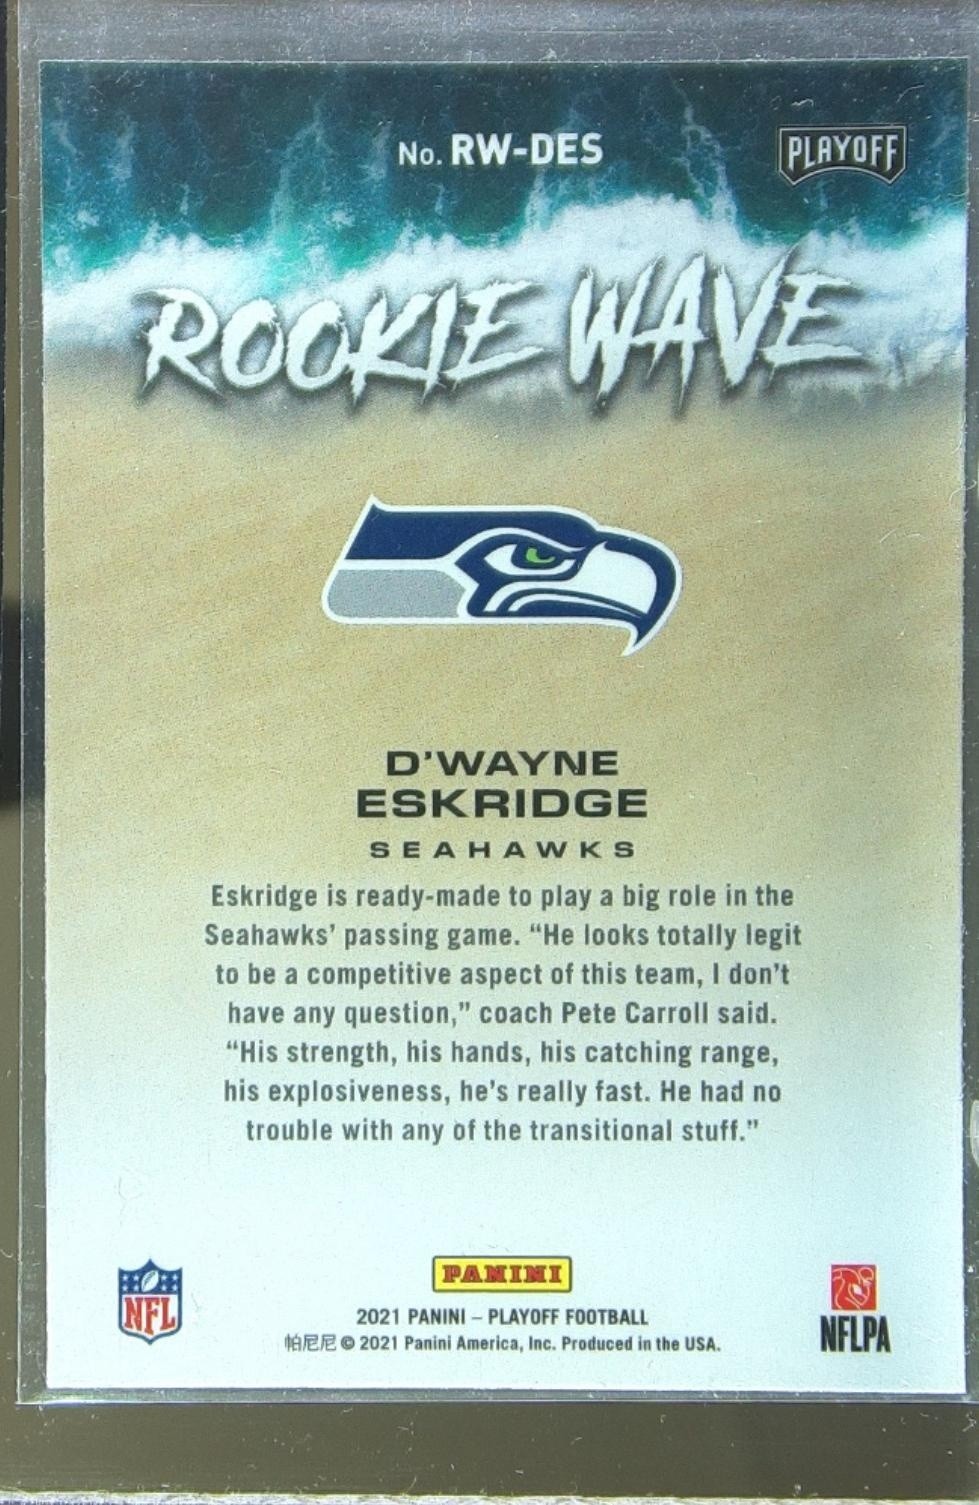 No. RW-DES
PLAYOFF
ROOKIE WAVE
D'WAYNE
ESKRIDGE
SEAHAWKS
Eskridge is ready-made to play a big role in the
Seahawks’ passing game. “He looks totally legit
to be a competitive aspect of this team, I don’t
have any question,” coach Pete Carroll said.
“His strength, his hands, his catching range,
his explosiveness, he’s really fast. He had no
trouble with any of the transitional stuff.”
NFL
PANINI
2021 PANINI – PLAYOFF FOOTBALL
帕尼尼 © 2021 Panini America, Inc. Produced in the USA.
NFLPA